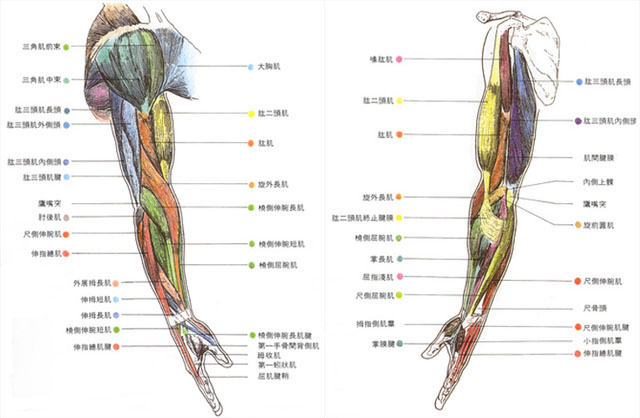 三角肌前束
三角肌中束
肱三頭肌長頭
肱三頭肌外側頭
肱三頭肌內側頭
肱三頭肌腱
鷹嘴突
肘後肌
尺側伸腕肌
伸指總肌
外展拇長肌
伸拇短肌
伸拇長肌
橈側伸腕短肌
伸指總肌腱
大胸肌
肱二頭肌
肱肌
旋外長肌
橈側伸腕長肌
橈側伸腕短肌
橈側屈腕肌
橈側伸腕長肌腱
第一手骨間背側肌
拇收肌
第一蚓狀肌
屈肌腱鞘
喙肱肌
肱二頭肌
肱肌
旋外長肌
肱二頭肌終止腱膜
橈側屈腕肌
掌長肌
屈指淺肌
尺側屈腕肌
拇指側肌羣
掌膜腱
肱三頭肌長頭
肱三頭肌內側頭
肌間腱膜
內側上髁
鷹嘴突
旋前圓肌
尺側伸腕肌
尺骨頭
尺側伸腕肌腱
小指側肌羣
伸指總肌腱